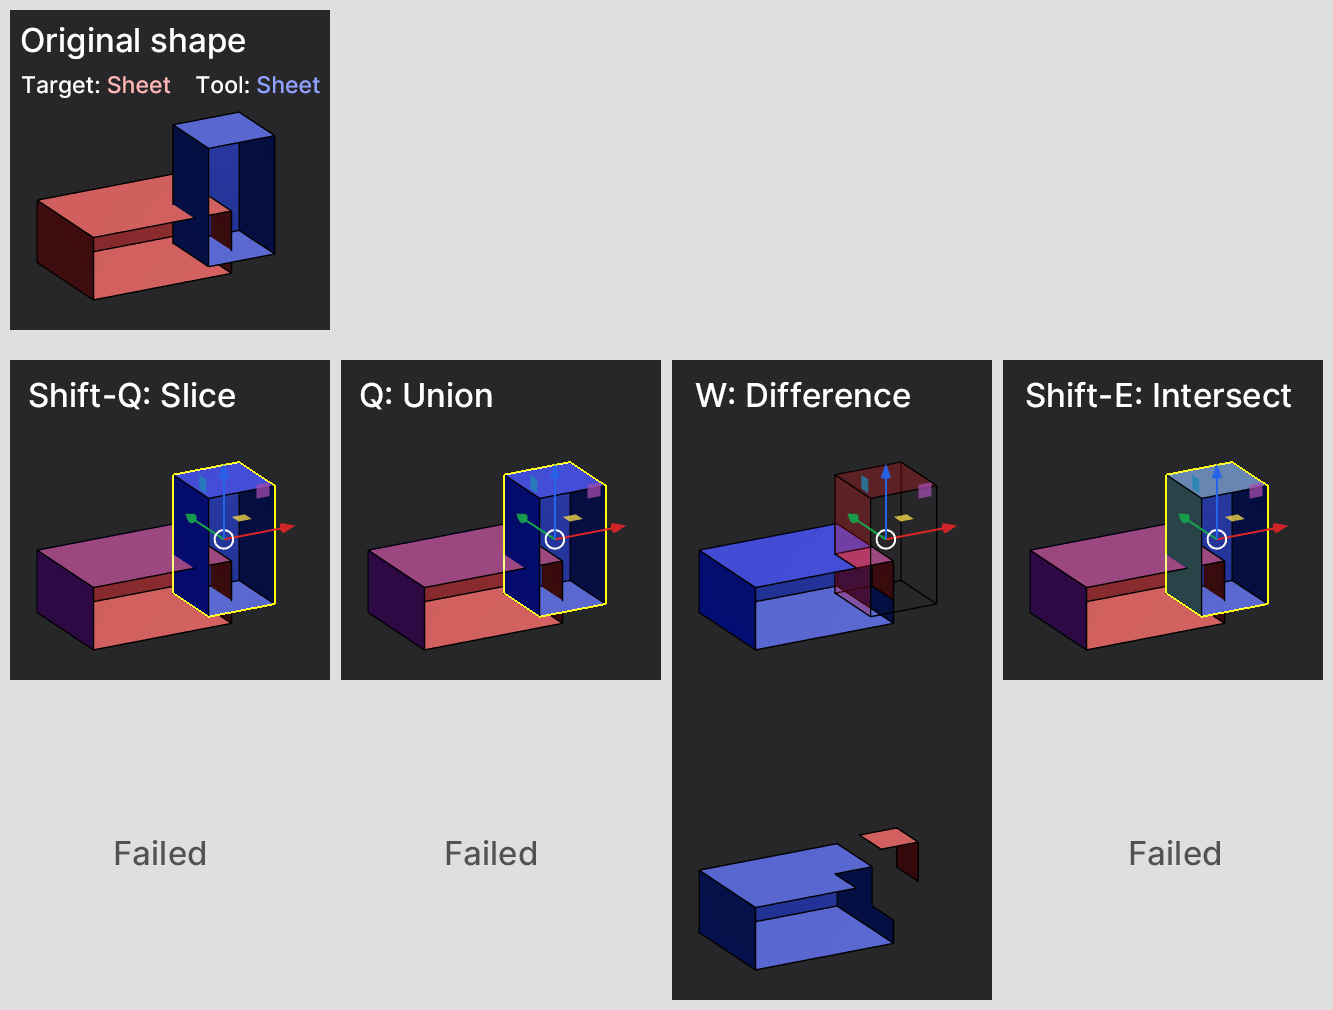 Original shape
Target: Sheet Tool: Sheet
Shift-Q: Slice
Q: Union
W: Difference
Shift-E: Intersect
Failed
Failed
Failed